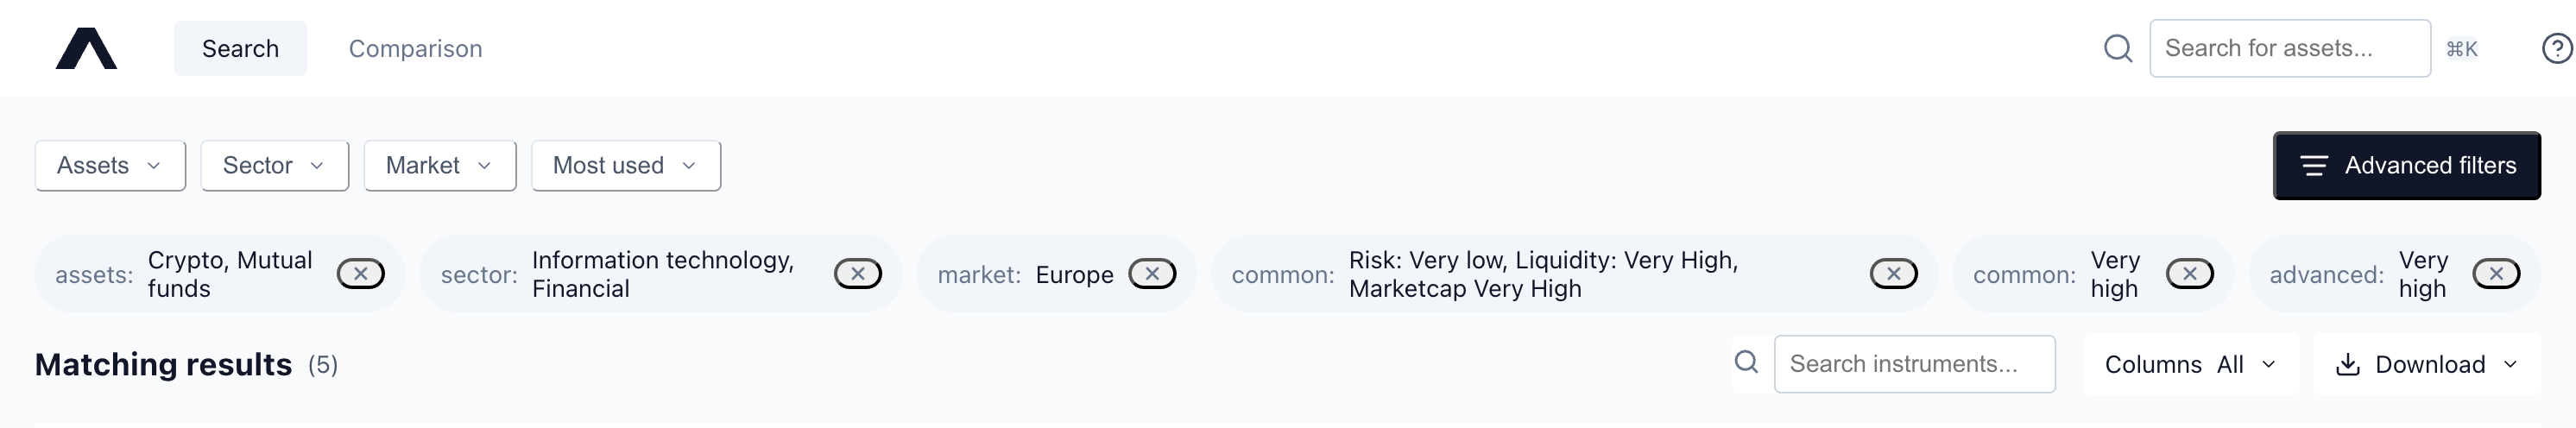 Search Comparison Search for assets... ⌘K
Assets Sector Market Most used Advanced filters
assets: Crypto, Mutual funds
sector: Information technology, Financial
market: Europe
common: Risk: Very low, Liquidity: Very High, Marketcap Very High
common: Very high
advanced: Very high
Matching results (5) Search instruments... Columns All Download